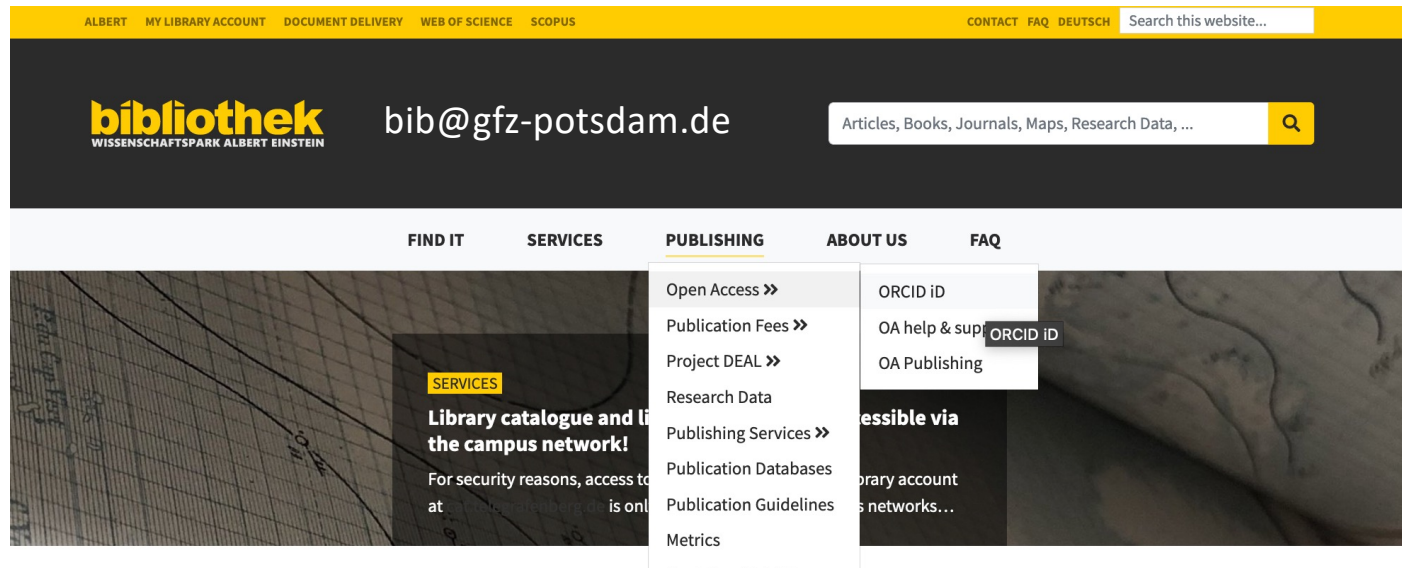 ALBERT MY LIBRARY ACCOUNT DOCUMENT DELIVERY WEB OF SCIENCE SCOPUS CONTACT FAQ DEUTSCH Search this website...
bibliothek
WISSENSCHAFTSPARK ALBERT EINSTEIN
bib@gfz-potsdam.de
Articles, Books, Journals, Maps, Research Data, ...
FIND IT SERVICES PUBLISHING ABOUT US FAQ
Open Access »
Publication Fees »
Project DEAL »
Research Data
Publishing Services »
Publication Databases
Publication Guidelines
Metrics
ORCID iD
OA help & supp
ORCID iD
OA Publishing
SERVICES
Library catalogue and li essible via
the campus network!
For security reasons, access to rary account
at is onl s networks…